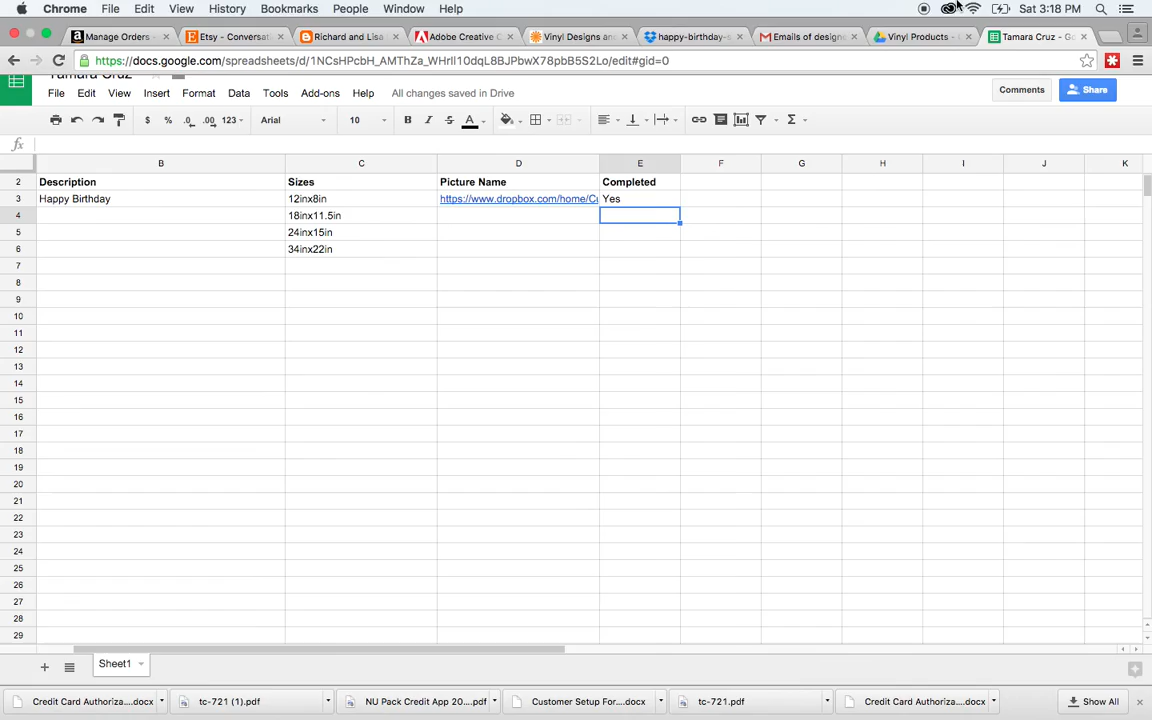 Chrome File Edit View History Bookmarks People Window Help Sat 3:18 PM
Manage Orders - Etsy - Conversat Richard and Lisa Adobe Creative C Vinyl Designs and happy-birthday-s Emails of designe Vinyl Products - Tamara Cruz - Go
https://docs.google.com/spreadsheets/d/1NCsHPcbH_AMThZa_WHrlI10dqL8BJPbwX78pbB5S2Lo/edit#gid=0
Tamara Cruz
File Edit View Insert Format Data Tools Add-ons Help All changes saved in Drive Comments Share
$ % .0 .00 123 Arial 10 B I S A Σ
fx
B C D E F G H I J K
2 Description Sizes Picture Name Completed
3 Happy Birthday 12inx8in https://www.dropbox.com/home/Cu Yes
4 18inx11.5in
5 24inx15in
6 34inx22in
7
8
9
10
11
12
13
14
15
16
17
18
19
20
21
22
23
24
25
26
27
28
29
+ Sheet1
Credit Card Authoriza....docx tc-721 (1).pdf NU Pack Credit App 20....pdf Customer Setup For....docx tc-721.pdf Credit Card Authoriza....docx Show All